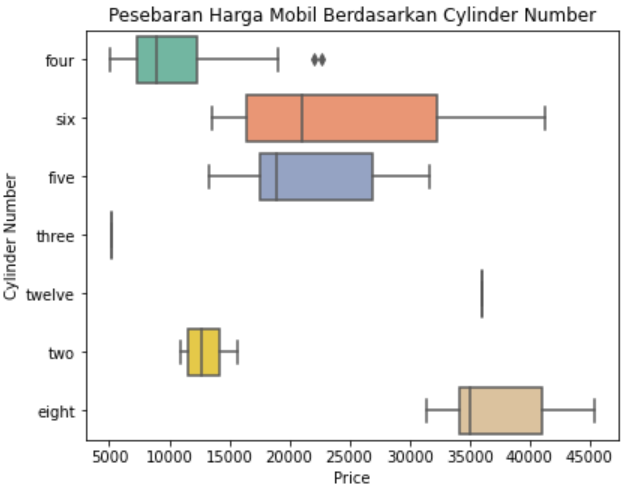 Pesebaran Harga Mobil Berdasarkan Cylinder Number
Cylinder Number
four
six
five
three
twelve
two
eight
5000 10000 15000 20000 25000 30000 35000 40000 45000
Price